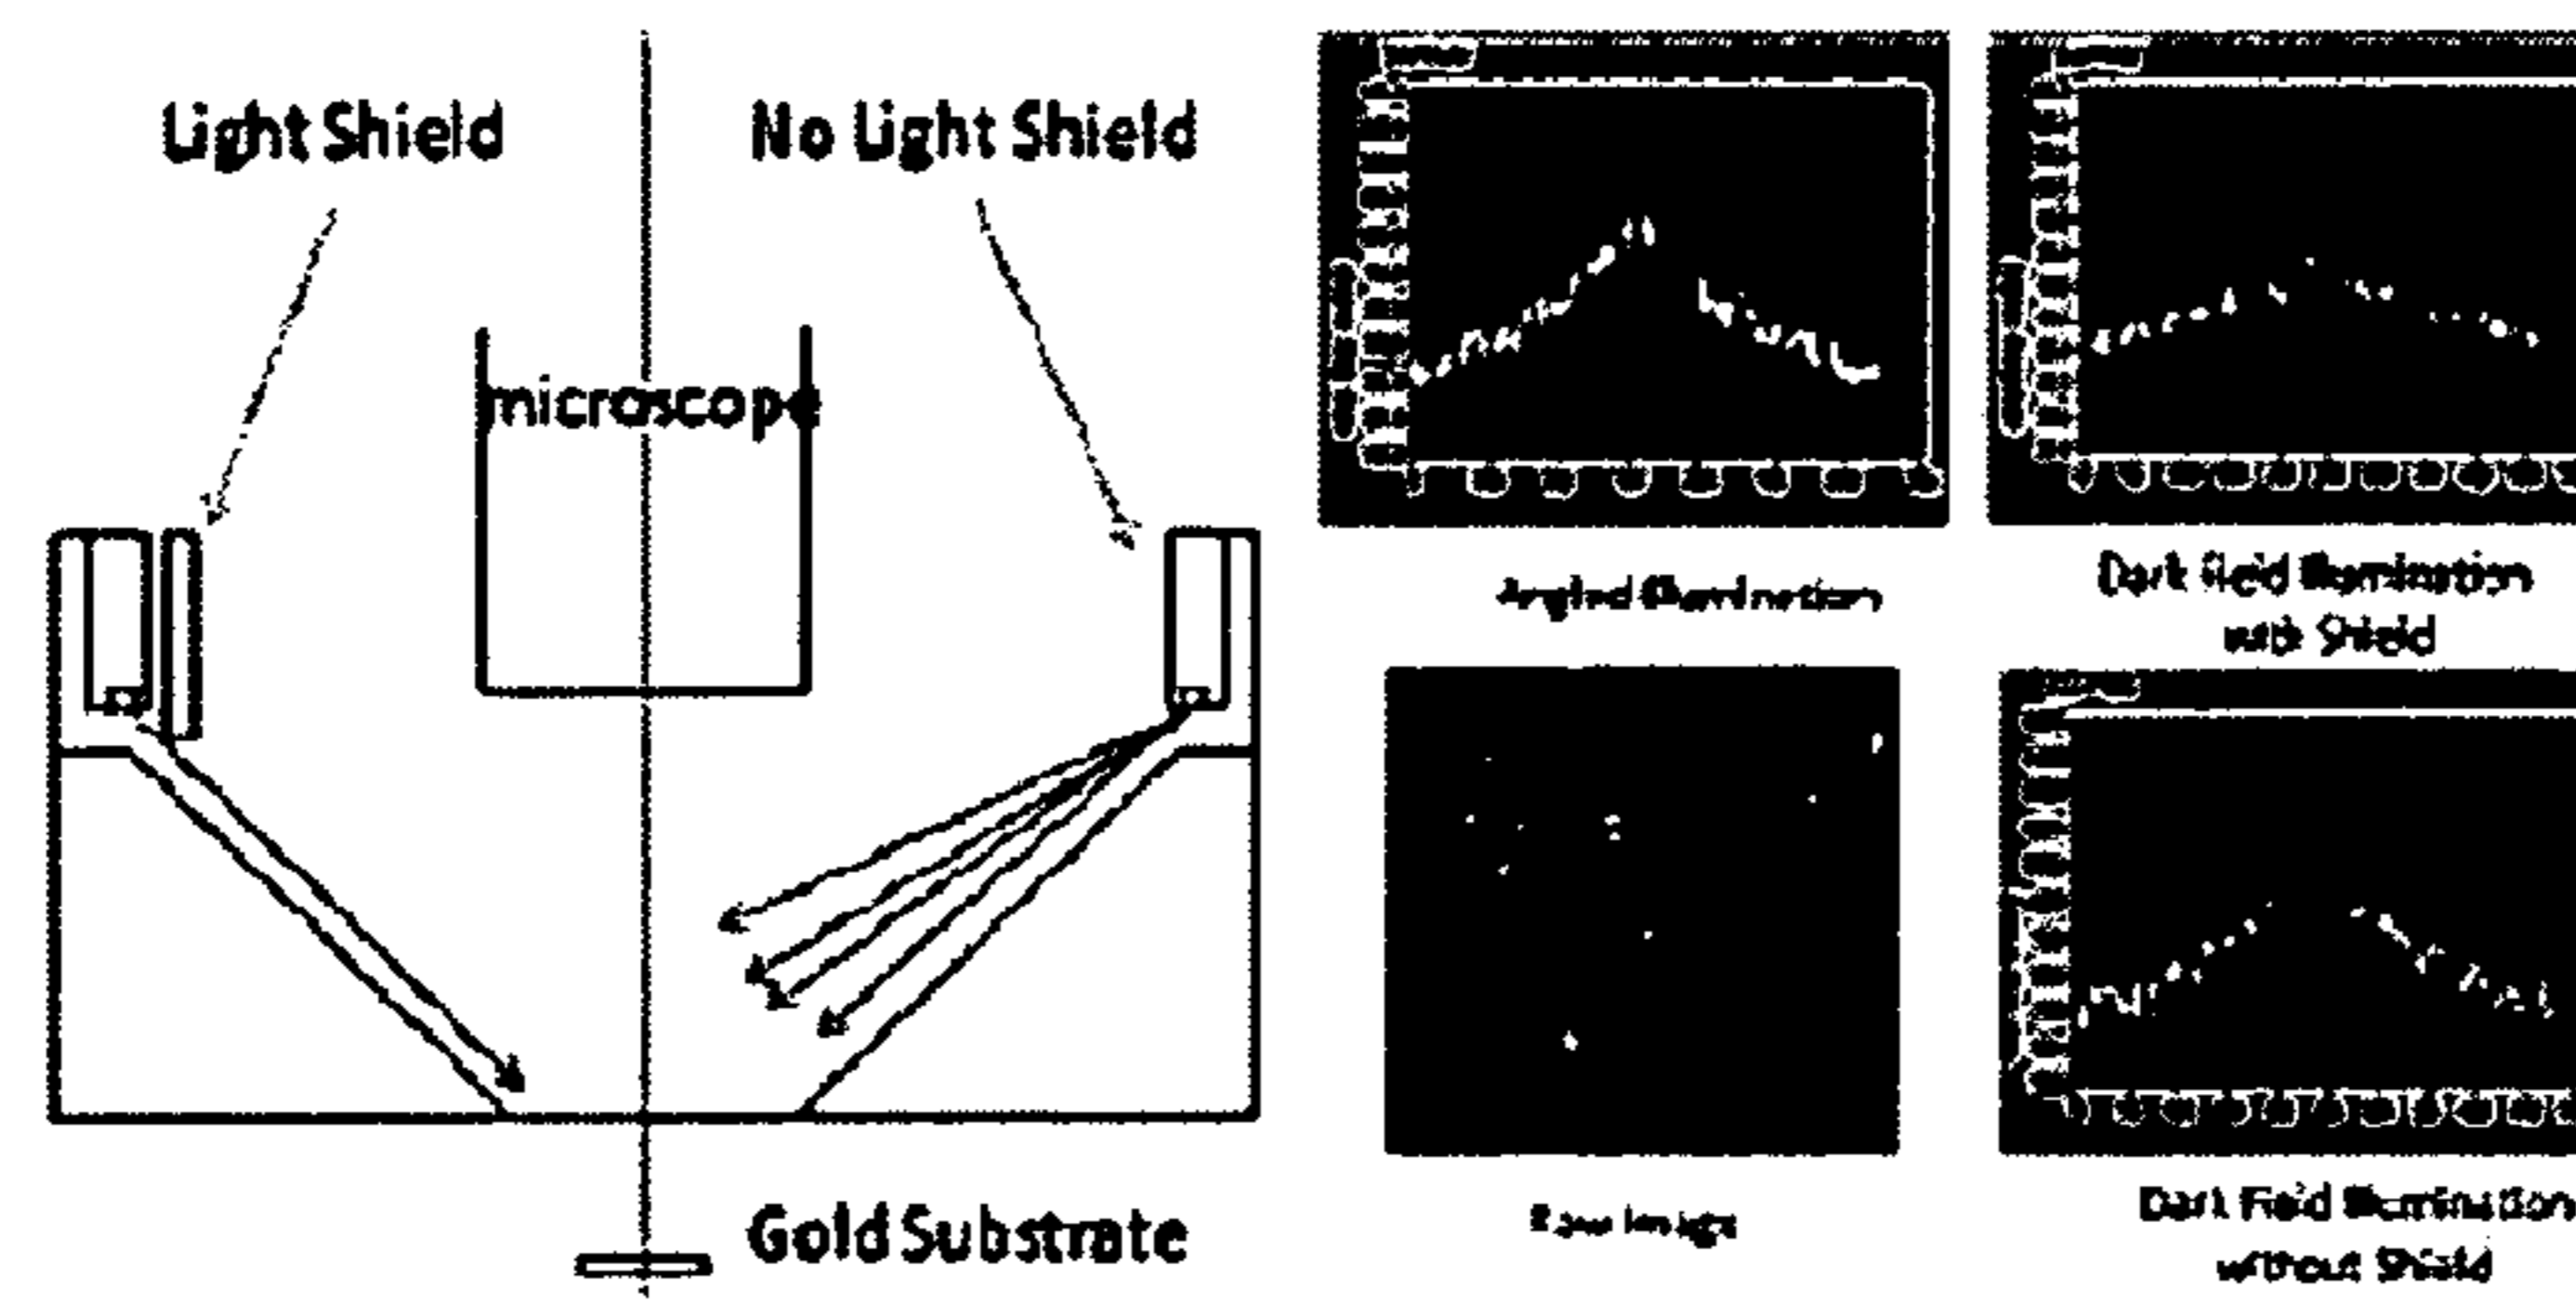 Light Shield
No Light Shield
microscope
Gold Substrate
Angled Illumination
Dark Field Illumination
with Shield
Raw Image
Dark Field Illumination
without Shield